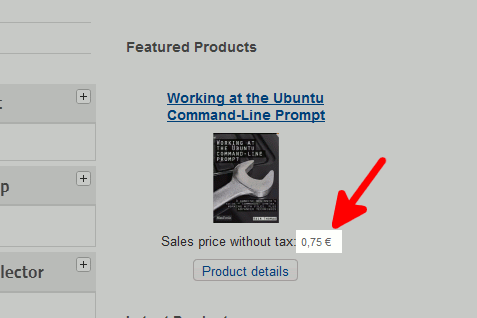 Featured Products
t
Working at the Ubuntu
Command-Line Prompt
WORKING AT
THE UBUNTU
COMMAND-LINE
PROMPT
p
Sales price without tax: 0,75 €
lector
Product details